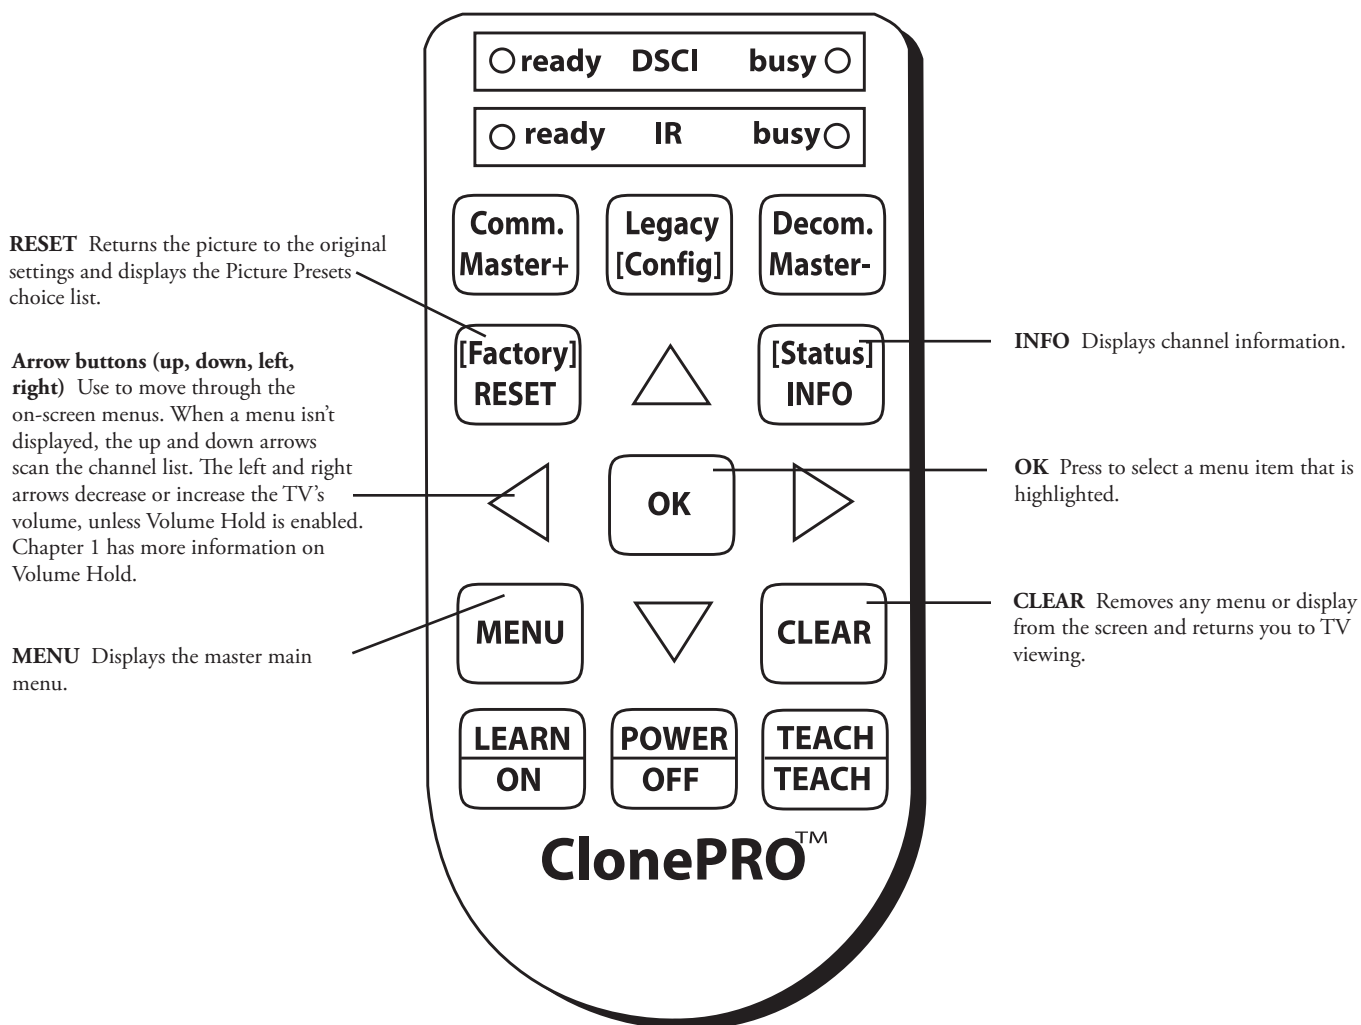 ready DSCI busy
ready IR busy
Comm.
Master+
Legacy
[Config]
Decom.
Master-
RESET Returns the picture to the original
settings and displays the Picture Presets
choice list.
[Factory]
RESET
[Status]
INFO
INFO Displays channel information.
Arrow buttons (up, down, left,
right) Use to move through the
on-screen menus. When a menu isn't
displayed, the up and down arrows
scan the channel list. The left and right
arrows decrease or increase the TV's
volume, unless Volume Hold is enabled.
Chapter 1 has more information on
Volume Hold.
OK
OK Press to select a menu item that is
highlighted.
MENU Displays the master main
menu.
MENU
CLEAR
CLEAR Removes any menu or display
from the screen and returns you to TV
viewing.
LEARN
ON
POWER
OFF
TEACH
TEACH
ClonePRO™